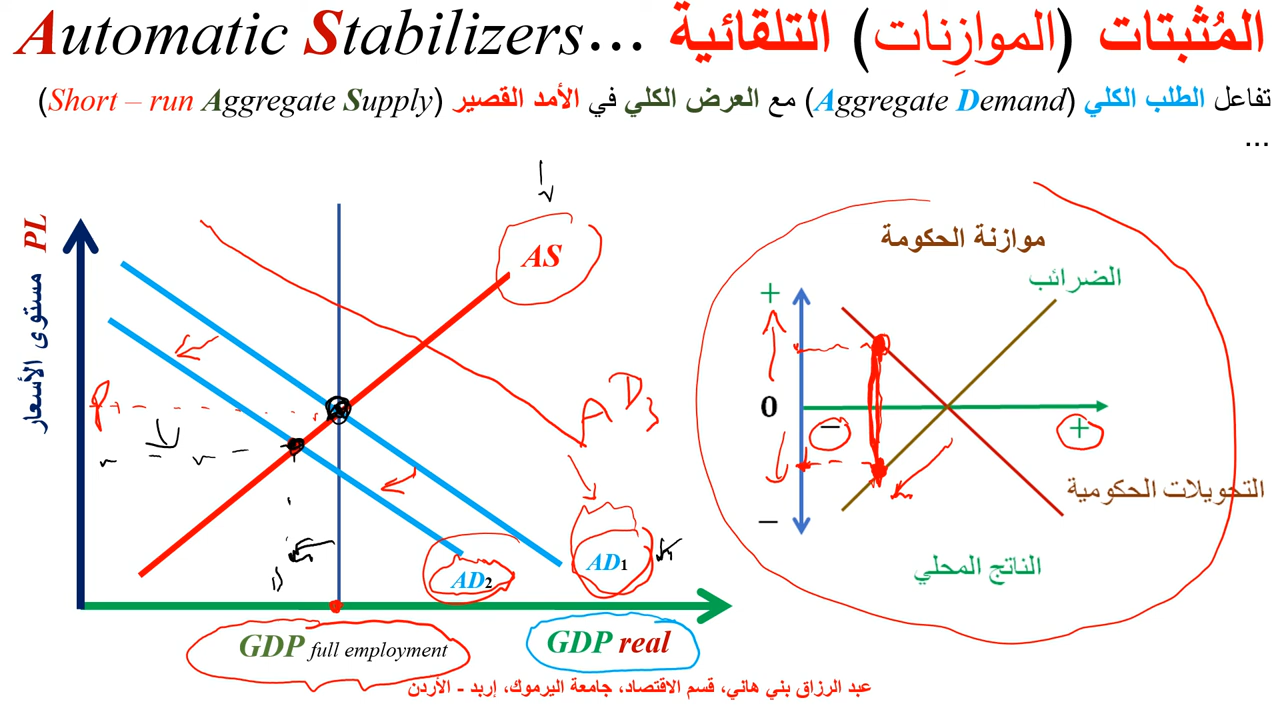 Automatic Stabilizers... المُثبتات (الموازِنات) التلقائية
تفاعل الطلب الكلي (Aggregate Demand) مع العرض الكلي في الأمد القصير (Short – run Aggregate Supply)
...
PL
مستوى الأسعار
AS
P
AD3
AD1
AD2
GDP full employment
GDP real
موازنة الحكومة
الضرائب
+
0
–
+
–
التحويلات الحكومية
الناتج المحلي
عبد الرزاق بني هاني، قسم الاقتصاد، جامعة اليرموك، إربد - الأردن